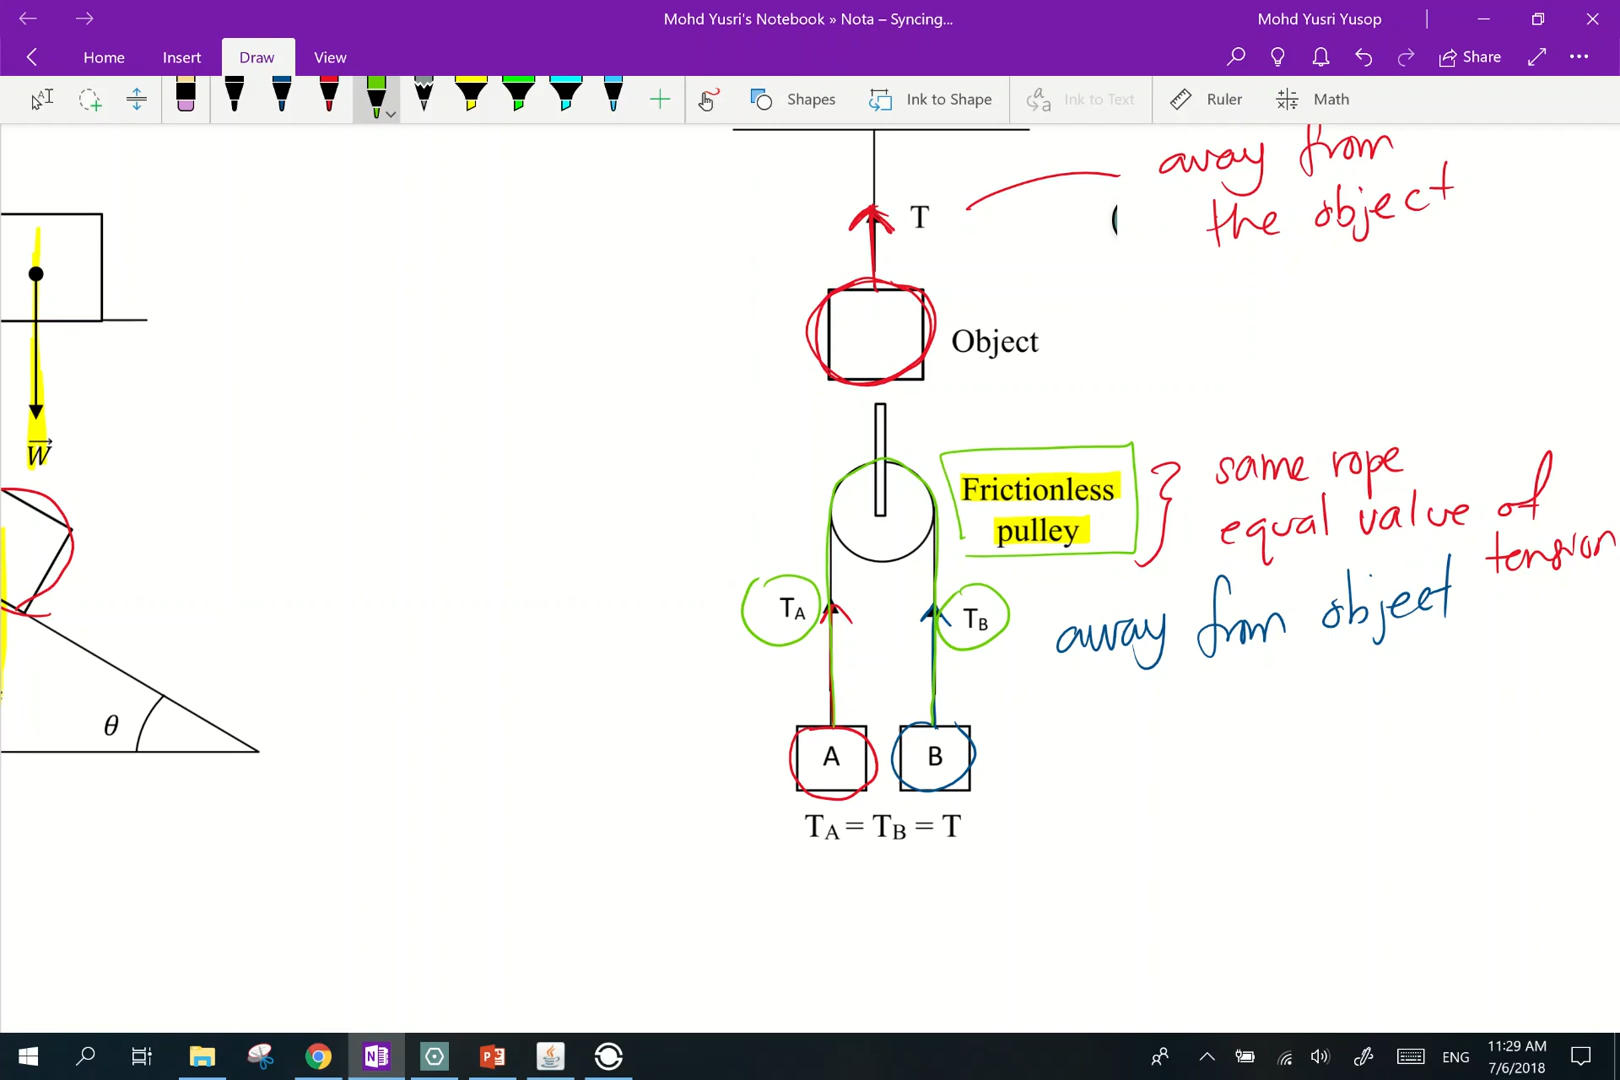 Mohd Yusri's Notebook » Nota – Syncing...
Mohd Yusri Yusop
Home
Insert
Draw
View
Share
Shapes
Ink to Shape
Ink to Text
Ruler
Math
away from
the object
T
Object
W
Frictionless
pulley
same rope
equal value of
tension
TA
TB
away from object
θ
A
B
TA = TB = T
ENG
11:29 AM
7/6/2018